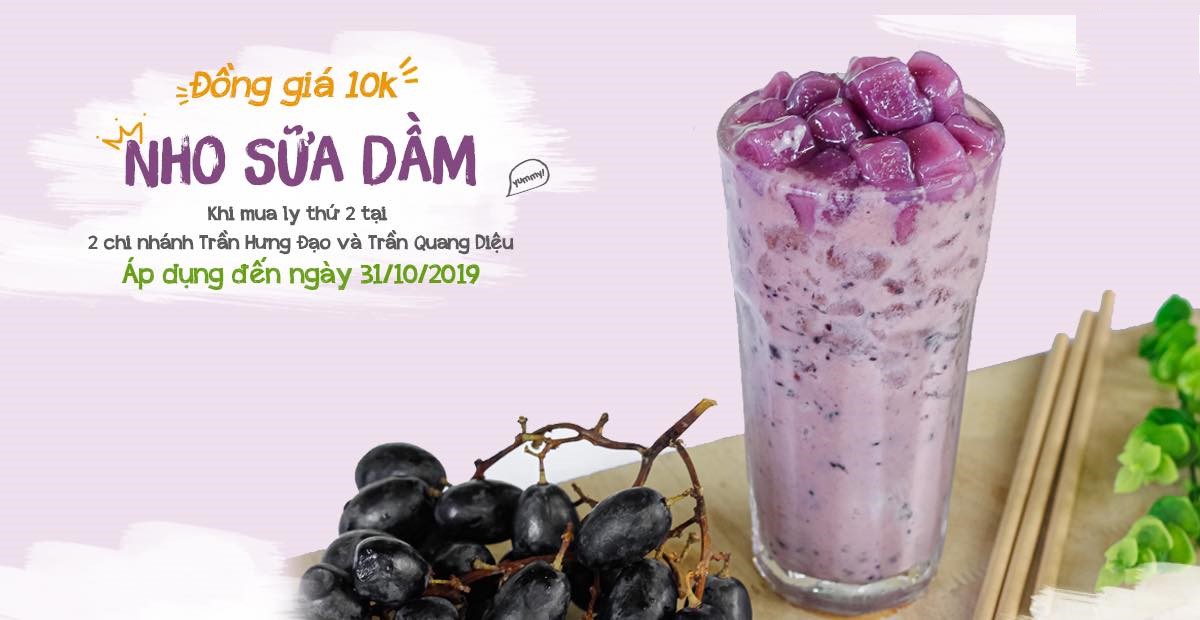 Đồng giá 10k
NHO SỮA DẦM
yummy!
Khi mua ly thứ 2 tại
2 chi nhánh Trần Hưng Đạo và Trần Quang Diệu
Áp dụng đến ngày 31/10/2019